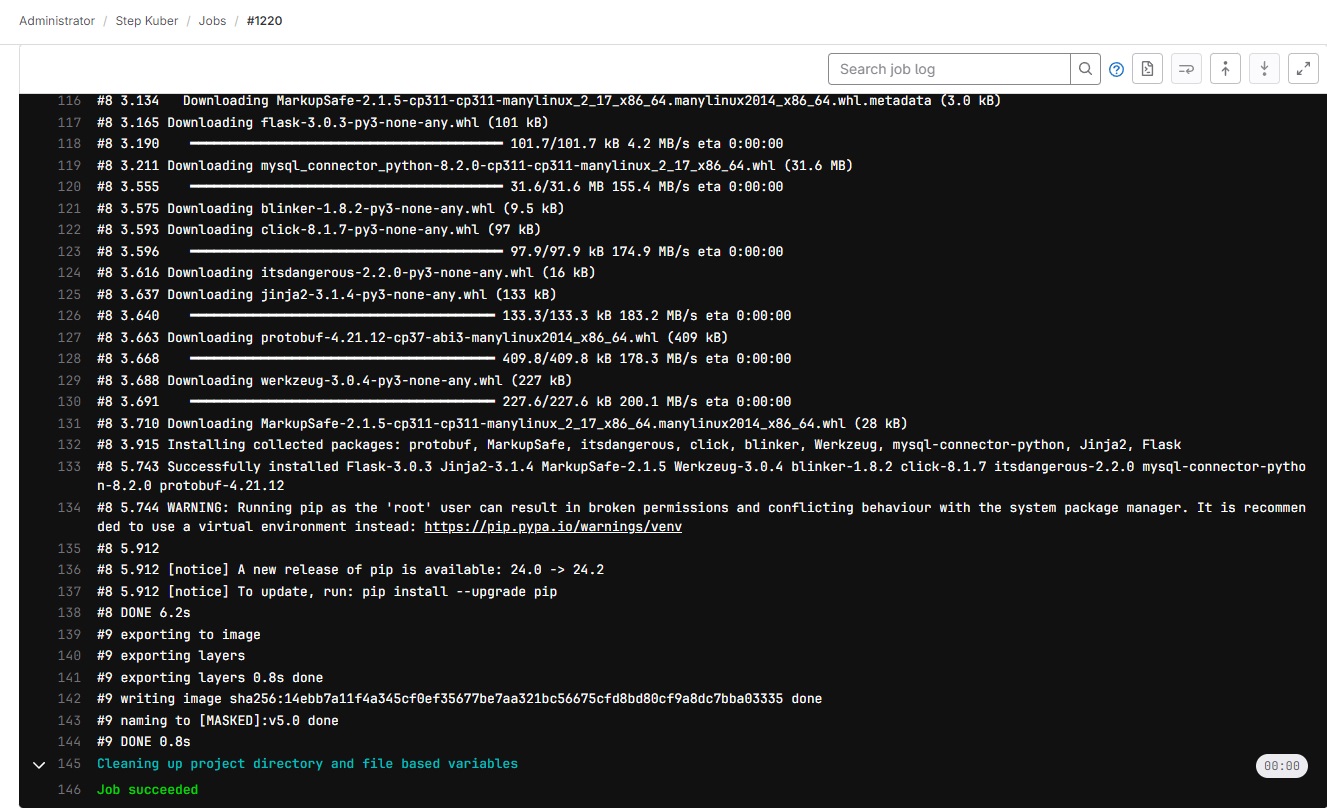 Administrator / Step Kuber / Jobs / #1220
Search job log
116 #8 3.134 Downloading MarkupSafe-2.1.5-cp311-cp311-manylinux_2_17_x86_64.manylinux2014_x86_64.whl.metadata (3.0 kB)
117 #8 3.165 Downloading flask-3.0.3-py3-none-any.whl (101 kB)
118 #8 3.190 ━━━━━━━━━━━━━━━━━━━━━━━━━━━━━━━━━━━━━━━━ 101.7/101.7 kB 4.2 MB/s eta 0:00:00
119 #8 3.211 Downloading mysql_connector_python-8.2.0-cp311-cp311-manylinux_2_17_x86_64.whl (31.6 MB)
120 #8 3.555 ━━━━━━━━━━━━━━━━━━━━━━━━━━━━━━━━━━━━━━━━ 31.6/31.6 MB 155.4 MB/s eta 0:00:00
121 #8 3.575 Downloading blinker-1.8.2-py3-none-any.whl (9.5 kB)
122 #8 3.593 Downloading click-8.1.7-py3-none-any.whl (97 kB)
123 #8 3.596 ━━━━━━━━━━━━━━━━━━━━━━━━━━━━━━━━━━━━━━━━ 97.9/97.9 kB 174.9 MB/s eta 0:00:00
124 #8 3.616 Downloading itsdangerous-2.2.0-py3-none-any.whl (16 kB)
125 #8 3.637 Downloading jinja2-3.1.4-py3-none-any.whl (133 kB)
126 #8 3.640 ━━━━━━━━━━━━━━━━━━━━━━━━━━━━━━━━━━━━━━━ 133.3/133.3 kB 183.2 MB/s eta 0:00:00
127 #8 3.663 Downloading protobuf-4.21.12-cp37-abi3-manylinux2014_x86_64.whl (409 kB)
128 #8 3.668 ━━━━━━━━━━━━━━━━━━━━━━━━━━━━━━━━━━━━━━━ 409.8/409.8 kB 178.3 MB/s eta 0:00:00
129 #8 3.688 Downloading werkzeug-3.0.4-py3-none-any.whl (227 kB)
130 #8 3.691 ━━━━━━━━━━━━━━━━━━━━━━━━━━━━━━━━━━━━━━━ 227.6/227.6 kB 200.1 MB/s eta 0:00:00
131 #8 3.710 Downloading MarkupSafe-2.1.5-cp311-cp311-manylinux_2_17_x86_64.manylinux2014_x86_64.whl (28 kB)
132 #8 3.915 Installing collected packages: protobuf, MarkupSafe, itsdangerous, click, blinker, Werkzeug, mysql-connector-python, Jinja2, Flask
133 #8 5.743 Successfully installed Flask-3.0.3 Jinja2-3.1.4 MarkupSafe-2.1.5 Werkzeug-3.0.4 blinker-1.8.2 click-8.1.7 itsdangerous-2.2.0 mysql-connector-pytho
n-8.2.0 protobuf-4.21.12
134 #8 5.744 WARNING: Running pip as the 'root' user can result in broken permissions and conflicting behaviour with the system package manager. It is recommen
ded to use a virtual environment instead: https://pip.pypa.io/warnings/venv
135 #8 5.912
136 #8 5.912 [notice] A new release of pip is available: 24.0 -> 24.2
137 #8 5.912 [notice] To update, run: pip install --upgrade pip
138 #8 DONE 6.2s
139 #9 exporting to image
140 #9 exporting layers
141 #9 exporting layers 0.8s done
142 #9 writing image sha256:14ebb7a11f4a345cf0ef35677be7aa321bc56675cfd8bd80cf9a8dc7bba03335 done
143 #9 naming to [MASKED]:v5.0 done
144 #9 DONE 0.8s
145 Cleaning up project directory and file based variables 00:00
146 Job succeeded